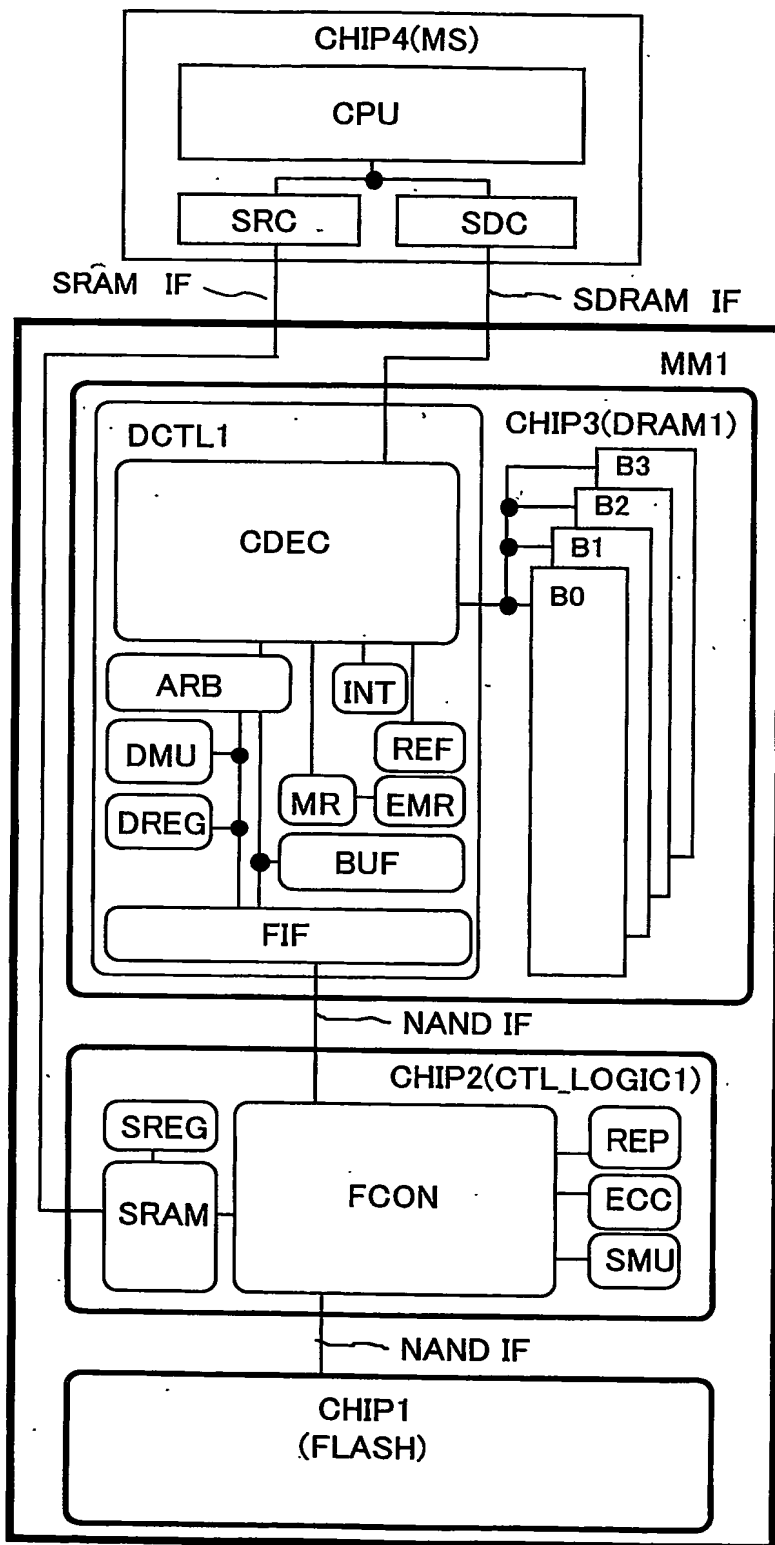 CHIP4(MS)
CPU
SRC
SDC
SRAM IF
SDRAM IF
MM1
DCTL1
CHIP3(DRAM1)
B3
B2
B1
B0
CDEC
ARB
INT
DMU
REF
DREG
MR
EMR
BUF
FIF
NAND IF
CHIP2(CTL_LOGIC1)
SREG
REP
SRAM
FCON
ECC
SMU
NAND IF
CHIP1
(FLASH)